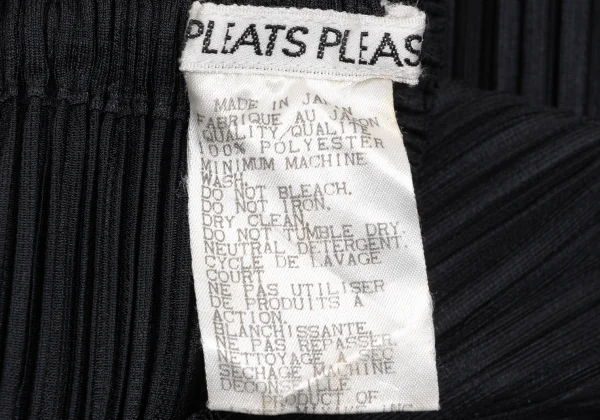 PLEATS PLEAS
MADE IN JAPAN
FABRIQUE AU JAPON
QUALITY/QUALITE
100% POLYESTER
MINIMUM MACHINE
WASH.
DO NOT BLEACH.
DO NOT IRON.
DRY CLEAN.
DO NOT TUMBLE DRY.
NEUTRAL DETERGENT.
CYCLE DE LAVAGE
COURT.
NE PAS UTILISER
DE PRODUITS A
ACTION
BLANCHISSANTE.
NE PAS REPASSER.
NETTOYAGE A SEC
SECHAGE MACHINE
DECONSEILLE
PRODUCT OF
MIYAKE INC